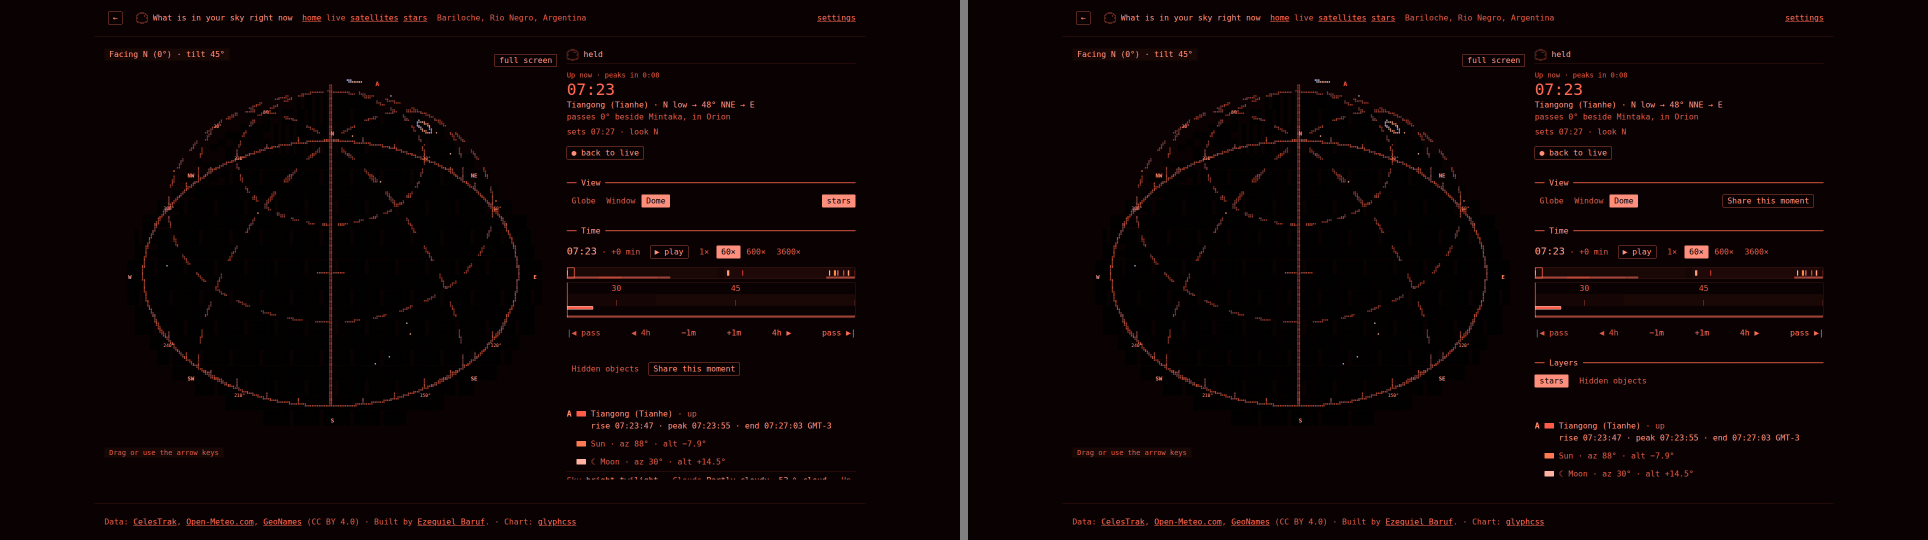 ← What is in your sky right now home live satellites stars Bariloche, Rio Negro, Argentina settings
Facing N (0°) · tilt 45°
full screen
A
N
NW
NE
W
E
240°
120°
SW
SE
210°
150°
S
Drag or use the arrow keys
held
Up now · peaks in 0:08
07:23
Tiangong (Tianhe) · N low → 48° NNE → E
passes 0° beside Mintaka, in Orion
sets 07:27 · look N
● back to live
View
Globe Window Dome stars
Time
07:23 · +0 min ▶ play 1× 60× 600× 3600×
30 45
|◀ pass ◀ 4h −1m +1m 4h ▶ pass ▶|
Hidden objects Share this moment
A Tiangong (Tianhe) · up
rise 07:23:47 · peak 07:23:55 · end 07:27:03 GMT-3
Sun · az 88° · alt −7.9°
☾ Moon · az 30° · alt +14.5°
Data: CelesTrak, Open-Meteo.com, GeoNames (CC BY 4.0) · Built by Ezequiel Baruf. · Chart: glyphcss
← What is in your sky right now home live satellites stars Bariloche, Rio Negro, Argentina settings
Facing N (0°) · tilt 45°
full screen
A
N
NW
NE
W
E
240°
120°
SW
SE
210°
150°
S
Drag or use the arrow keys
held
Up now · peaks in 0:08
07:23
Tiangong (Tianhe) · N low → 48° NNE → E
passes 0° beside Mintaka, in Orion
sets 07:27 · look N
● back to live
View
Globe Window Dome Share this moment
Time
07:23 · +0 min ▶ play 1× 60× 600× 3600×
30 45
|◀ pass ◀ 4h −1m +1m 4h ▶ pass ▶|
Layers
stars Hidden objects
A Tiangong (Tianhe) · up
rise 07:23:47 · peak 07:23:55 · end 07:27:03 GMT-3
Sun · az 88° · alt −7.9°
☾ Moon · az 30° · alt +14.5°
Data: CelesTrak, Open-Meteo.com, GeoNames (CC BY 4.0) · Built by Ezequiel Baruf. · Chart: glyphcss